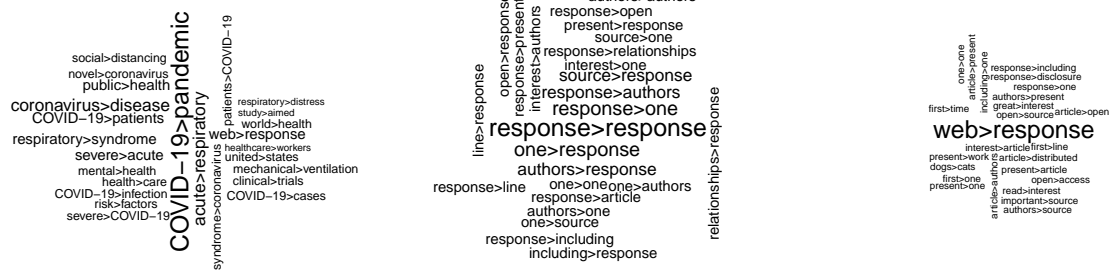 social>distancing
novel>coronavirus
public>health
coronavirus>disease
COVID−19>patients
respiratory>syndrome
severe>acute
mental>health
health>care
COVID−19>infection
risk>factors
severe>COVID−19
COVID−19>pandemic
acute>respiratory
syndrome>coronavirus
patients>COVID−19
respiratory>distress
study>aimed
world>health
web>response
healthcare>workers
united>states
mechanical>ventilation
clinical>trials
COVID−19>cases
line>response
open>response
response>present
interest>authors
response>open
present>response
source>one
response>relationships
interest>one
source>response
response>authors
response>one
response>response
one>response
authors>response
response>line
one>one
one>authors
response>article
authors>one
one>source
response>including
including>response
relationships>response
one>one
article>present
including>one
response>including
response>disclosure
response>one
authors>present
first>time
great>interest
open>source
article>open
web>response
interest>article
first>line
present>work
article>distributed
dogs>cats
present>article
first>one
open>access
present>one
article>authors
read>interest
important>source
authors>source